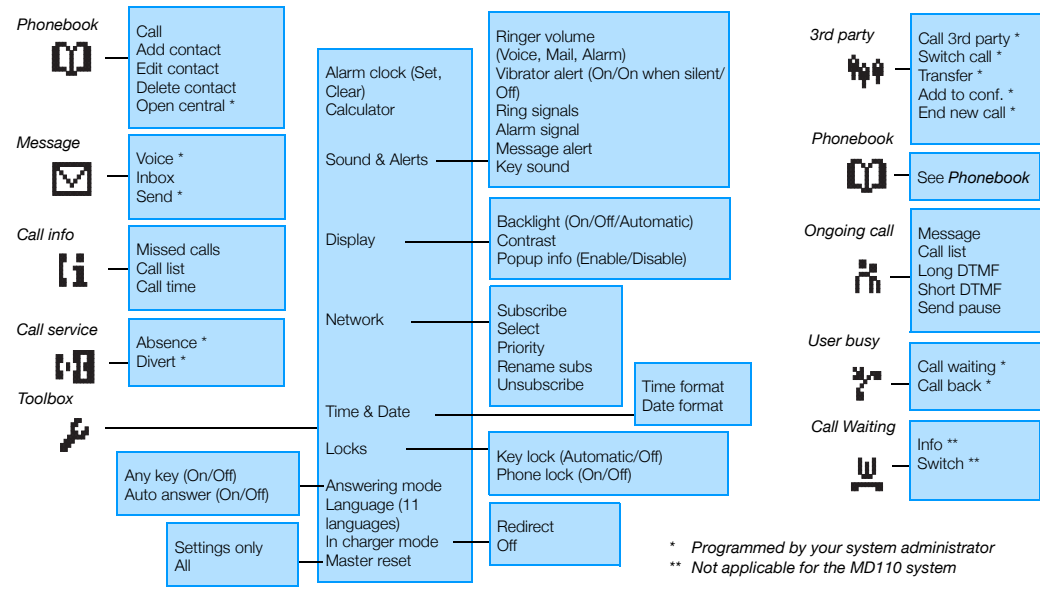 Phonebook
Call
Add contact
Edit contact
Delete contact
Open central *
Message
Voice *
Inbox
Send *
Call info
Missed calls
Call list
Call time
Call service
Absence *
Divert *
Toolbox
Alarm clock (Set,
Clear)
Calculator
Sound & Alerts
Display
Network
Time & Date
Locks
Answering mode
Language (11
languages)
In charger mode
Master reset
Any key (On/Off)
Auto answer (On/Off)
Settings only
All
Ringer volume
(Voice, Mail, Alarm)
Vibrator alert (On/On when silent/
Off)
Ring signals
Alarm signal
Message alert
Key sound
Backlight (On/Off/Automatic)
Contrast
Popup info (Enable/Disable)
Subscribe
Select
Priority
Rename subs
Unsubscribe
Time format
Date format
Key lock (Automatic/Off)
Phone lock (On/Off)
Redirect
Off
3rd party
Call 3rd party *
Switch call *
Transfer *
Add to conf. *
End new call *
Phonebook
See Phonebook
Ongoing call
Message
Call list
Long DTMF
Short DTMF
Send pause
User busy
Call waiting *
Call back *
Call Waiting
Info **
Switch **
* Programmed by your system administrator
** Not applicable for the MD110 system